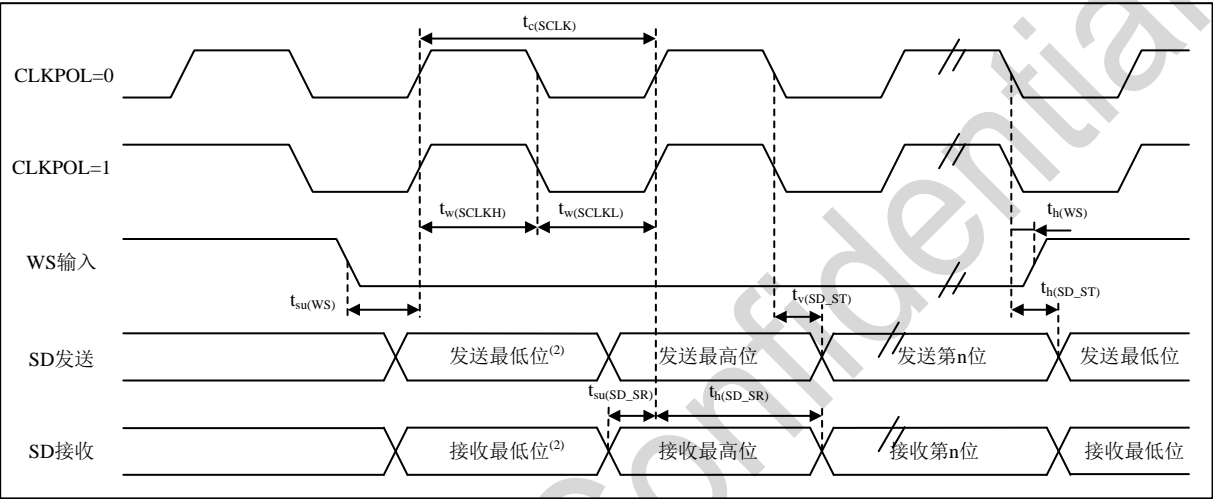 t_c(SCLK)
CLKPOL=0
CLKPOL=1
t_w(SCLKH)
t_w(SCLKL)
t_h(WS)
WS输入
t_su(WS)
t_v(SD_ST)
t_h(SD_ST)
SD发送
发送最低位(2)
发送最高位
发送第n位
发送最低位
t_su(SD_SR)
t_h(SD_SR)
SD接收
接收最低位(2)
接收最高位
接收第n位
接收最低位
Confidential